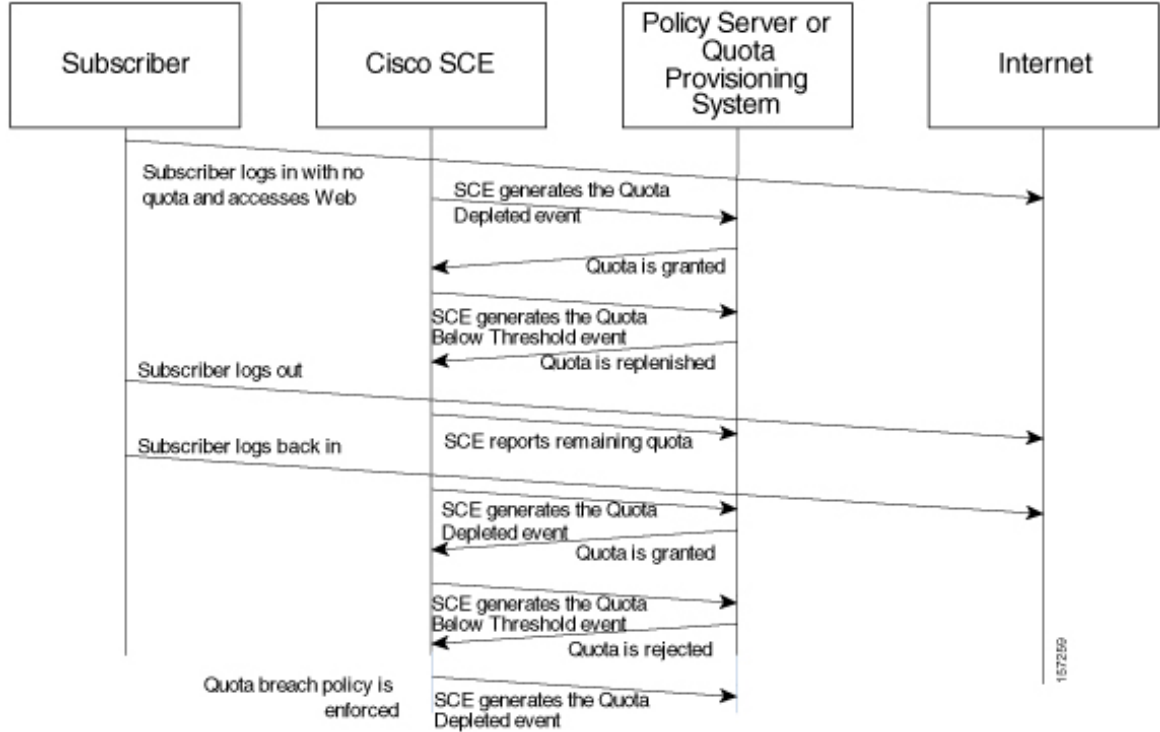 Subscriber
Cisco SCE
Policy Server or
Quota
Provisioning
System
Internet
Subscriber logs in with no
quota and accesses Web
SCE generates the Quota
Depleted event
Quota is granted
SCE generates the Quota
Below Threshold event
Quota is replenished
Subscriber logs out
SCE reports remaining quota
Subscriber logs back in
SCE generates the Quota
Depleted event
Quota is granted
SCE generates the Quota
Below Threshold event
Quota is rejected
157259
Quota breach policy is
enforced
SCE generates the Quota
Depleted event